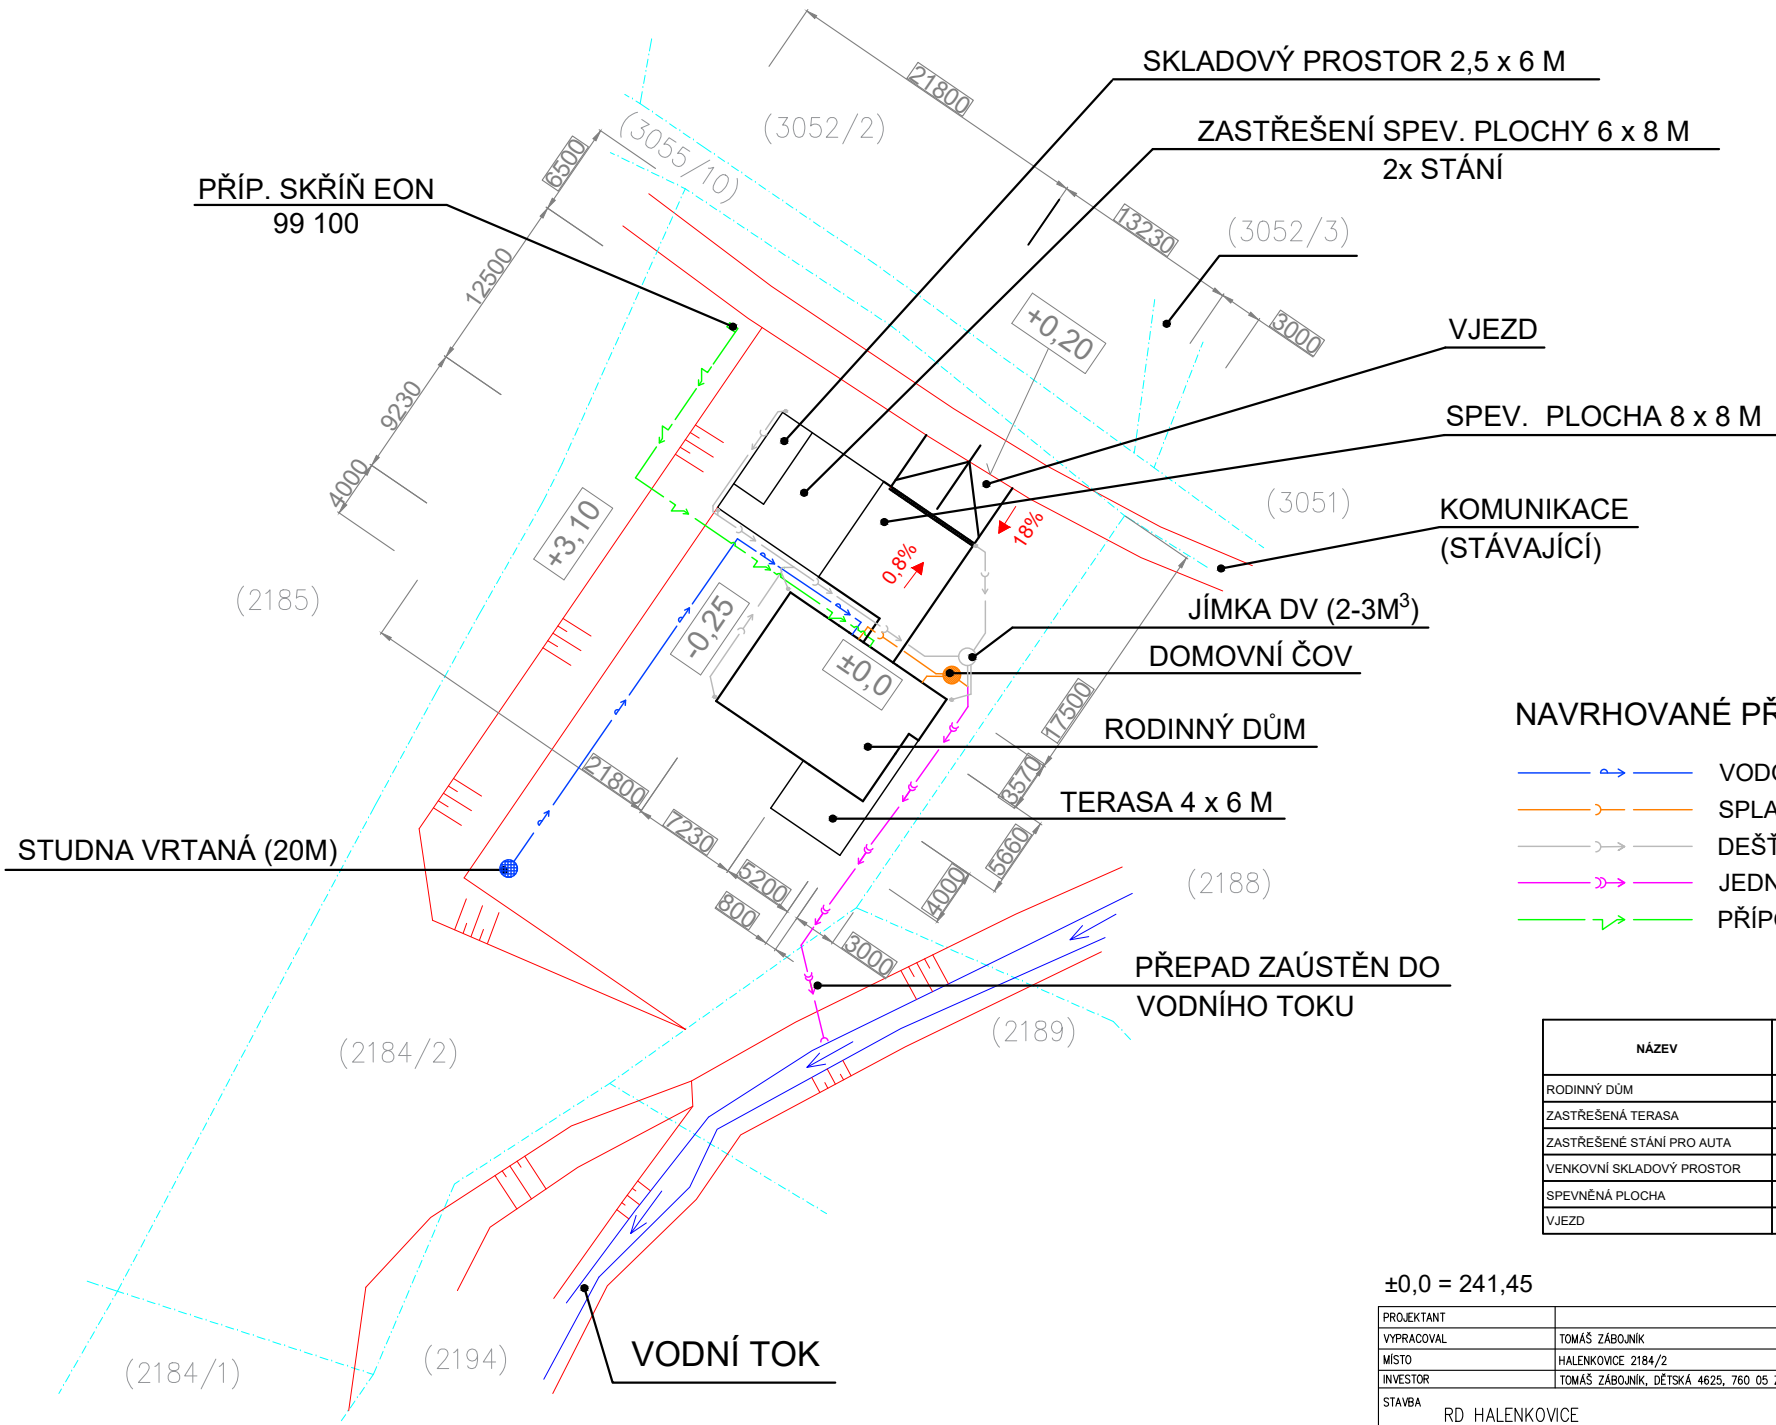 SKLADOVÝ PROSTOR 2,5 x 6 M
21800
(3052/2)
ZASTŘEŠENÍ SPEV. PLOCHY 6 x 8 M
2x STÁNÍ
(3055/10)
6500
PŘÍP. SKŘÍŇ EON
99 100
13230
(3052/3)
12500
+0,20
3000
VJEZD
9230
SPEV. PLOCHA 8 x 8 M
4000
(3051)
KOMUNIKACE
(STÁVAJÍCÍ)
+3,10
18%
0,8%
(2185)
-0,25
±0,0
JÍMKA DV (2-3M³)
DOMOVNÍ ČOV
17500
RODINNÝ DŮM
NAVRHOVANÉ PŘ
21800
3570
TERASA 4 x 6 M
7230
5660
STUDNA VRTANÁ (20M)
5200
4000
800
3000
(2188)
VODO
SPLA
DEŠŤ
JEDN
PŘÍPO
PŘEPAD ZAÚSTĚN DO
VODNÍHO TOKU
(2189)
(2184/2)
NÁZEV
RODINNÝ DŮM
ZASTŘEŠENÁ TERASA
ZASTŘEŠENÉ STÁNÍ PRO AUTA
VENKOVNÍ SKLADOVÝ PROSTOR
SPEVNĚNÁ PLOCHA
VJEZD
±0,0 = 241,45
VODNÍ TOK
(2194)
(2184/1)
PROJEKTANT
VYPRACOVAL TOMÁŠ ZÁBOJNÍK
MÍSTO HALENKOVICE 2184/2
INVESTOR TOMÁŠ ZÁBOJNÍK, DĚTSKÁ 4625, 760 05 Z
STAVBA
RD HALENKOVICE